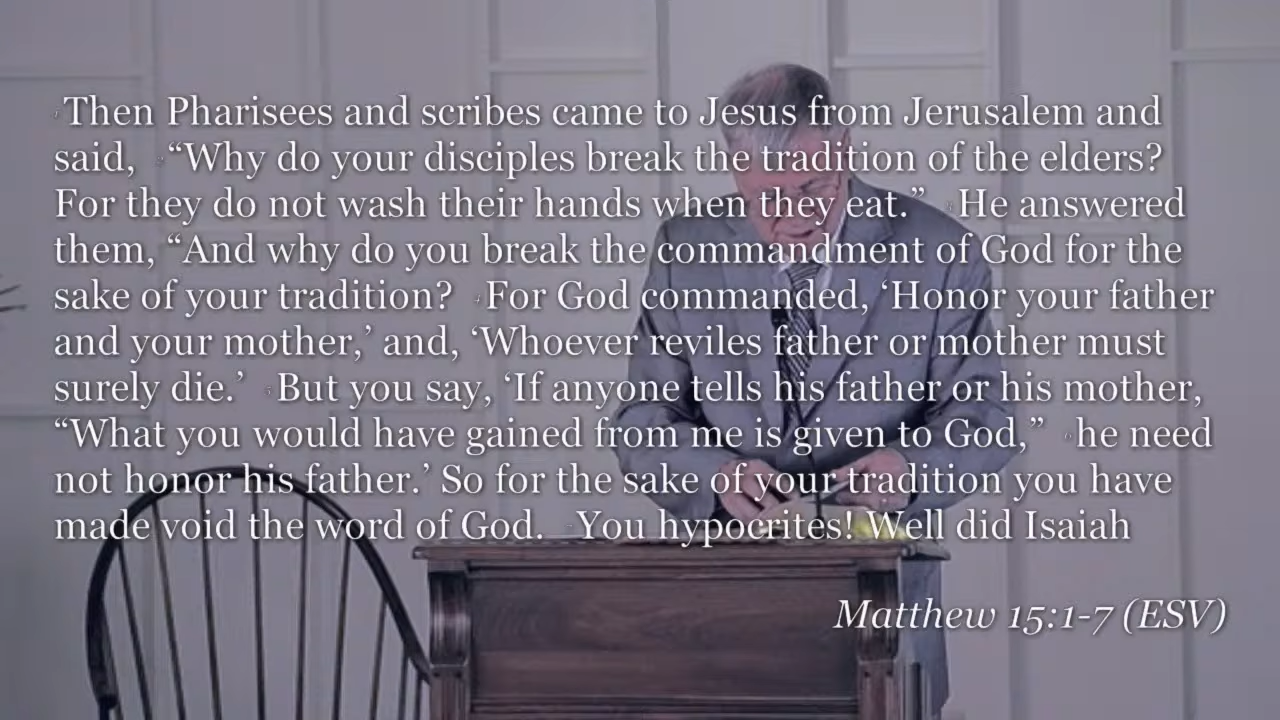 Then Pharisees and scribes came to Jesus from Jerusalem and
said, “Why do your disciples break the tradition of the elders?
For they do not wash their hands when they eat.” He answered
them, “And why do you break the commandment of God for the
sake of your tradition? For God commanded, ‘Honor your father
and your mother,’ and, ‘Whoever reviles father or mother must
surely die.’ But you say, ‘If anyone tells his father or his mother,
“What you would have gained from me is given to God,” he need
not honor his father.’ So for the sake of your tradition you have
made void the word of God. You hypocrites! Well did Isaiah
Matthew 15:1-7 (ESV)